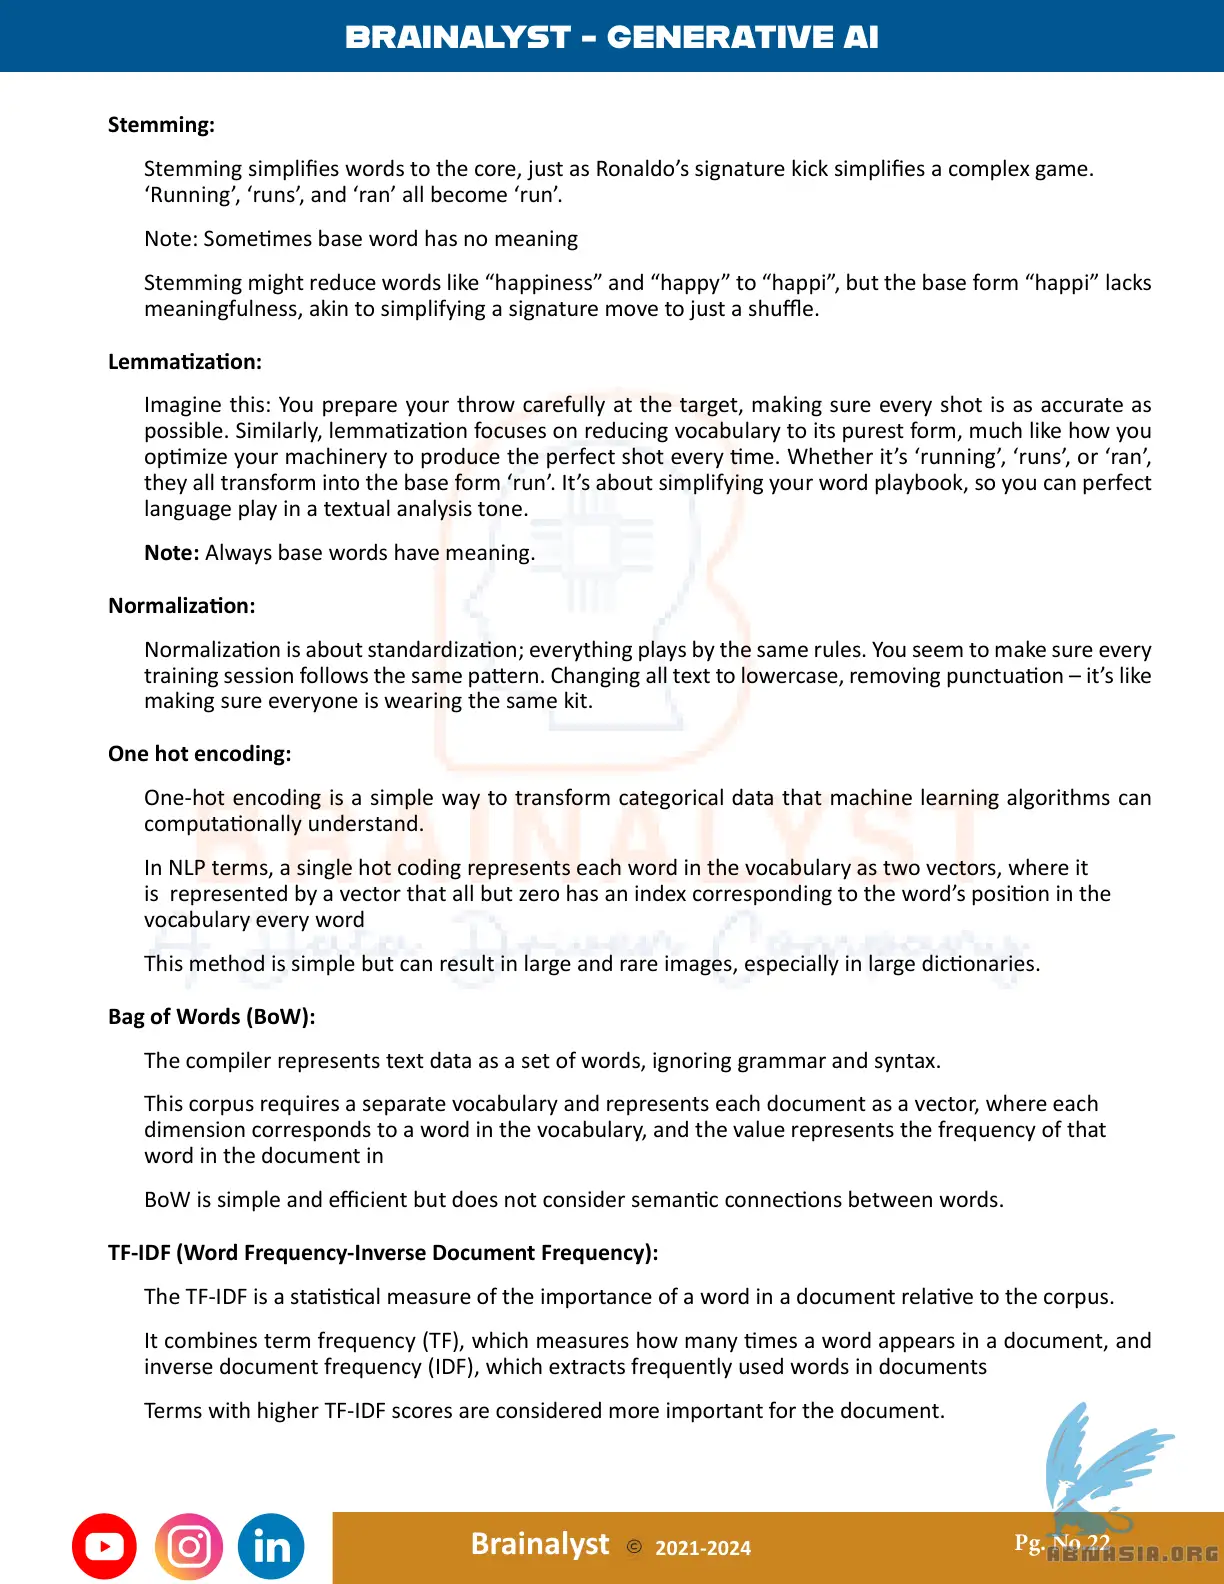 BRAINALYST - GENERATIVE AI
Stemming:
Stemming simplifies words to the core, just as Ronaldo’s signature kick simplifies a complex game.
‘Running’, ‘runs’, and ‘ran’ all become ‘run’.
Note: Sometimes base word has no meaning
Stemming might reduce words like “happiness” and “happy” to “happi”, but the base form “happi” lacks
meaningfulness, akin to simplifying a signature move to just a shuffle.
Lemmatization:
Imagine this: You prepare your throw carefully at the target, making sure every shot is as accurate as
possible. Similarly, lemmatization focuses on reducing vocabulary to its purest form, much like how you
optimize your machinery to produce the perfect shot every time. Whether it’s ‘running’, ‘runs’, or ‘ran’,
they all transform into the base form ‘run’. It’s about simplifying your word playbook, so you can perfect
language play in a textual analysis tone.
Note: Always base words have meaning.
Normalization:
Normalization is about standardization; everything plays by the same rules. You seem to make sure every
training session follows the same pattern. Changing all text to lowercase, removing punctuation – it’s like
making sure everyone is wearing the same kit.
One hot encoding:
One-hot encoding is a simple way to transform categorical data that machine learning algorithms can
computationally understand.
In NLP terms, a single hot coding represents each word in the vocabulary as two vectors, where it
is represented by a vector that all but zero has an index corresponding to the word’s position in the
vocabulary every word
This method is simple but can result in large and rare images, especially in large dictionaries.
Bag of Words (BoW):
The compiler represents text data as a set of words, ignoring grammar and syntax.
This corpus requires a separate vocabulary and represents each document as a vector, where each
dimension corresponds to a word in the vocabulary, and the value represents the frequency of that
word in the document in
BoW is simple and efficient but does not consider semantic connections between words.
TF-IDF (Word Frequency-Inverse Document Frequency):
The TF-IDF is a statistical measure of the importance of a word in a document relative to the corpus.
It combines term frequency (TF), which measures how many times a word appears in a document, and
inverse document frequency (IDF), which extracts frequently used words in documents
Terms with higher TF-IDF scores are considered more important for the document.
BRAINALYST
A Data Driven Company
in
Brainalyst © 2021-2024
Pg. No 22
ABNASIA.ORG